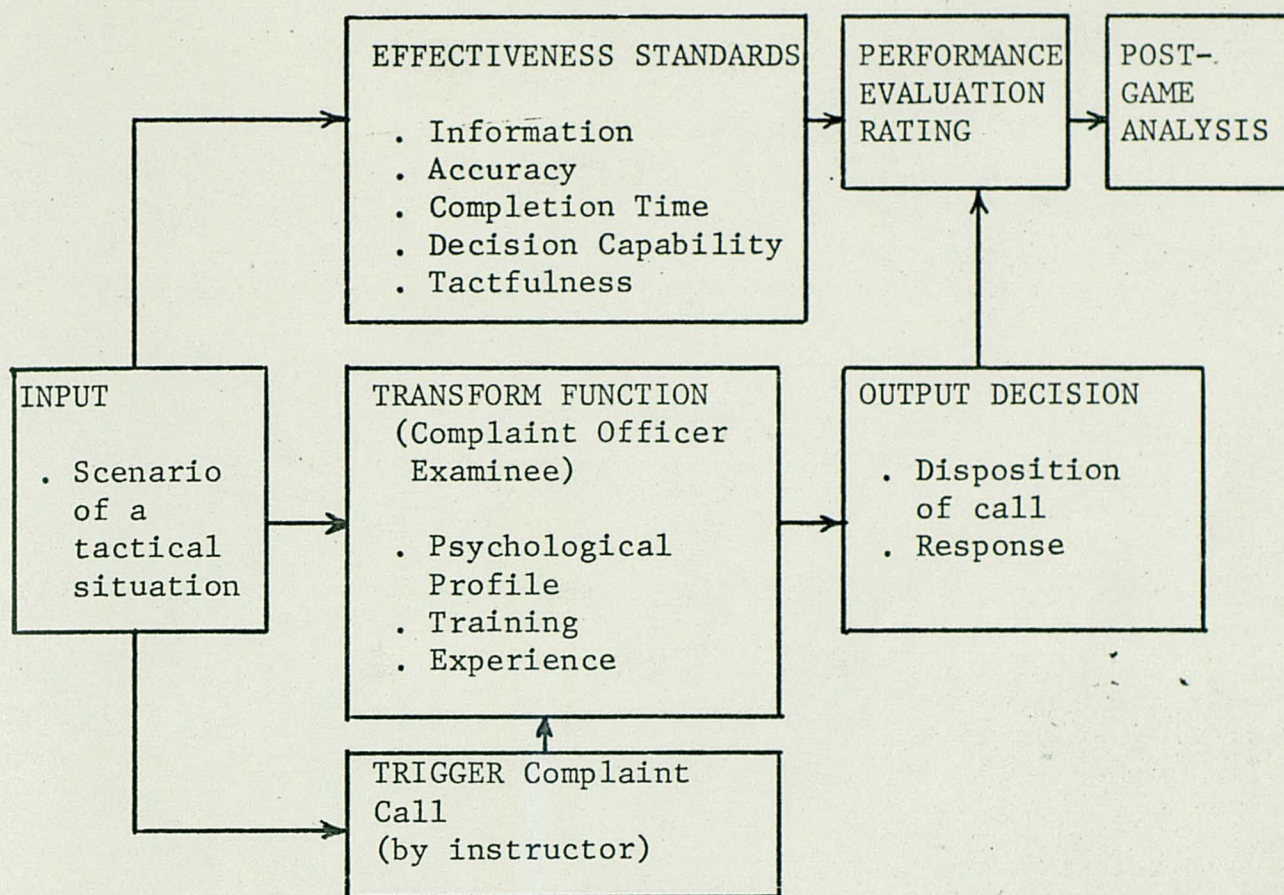 EFFECTIVENESS STANDARDS
. Information
. Accuracy
. Completion Time
. Decision Capability
. Tactfulness
PERFORMANCE
EVALUATION
RATING
POST-
GAME
ANALYSIS
INPUT
. Scenario
of a
tactical
situation
TRANSFORM FUNCTION
(Complaint Officer
Examinee)
. Psychological
Profile
. Training
. Experience
OUTPUT DECISION
. Disposition
of call
. Response
TRIGGER Complaint
Call
(by instructor)